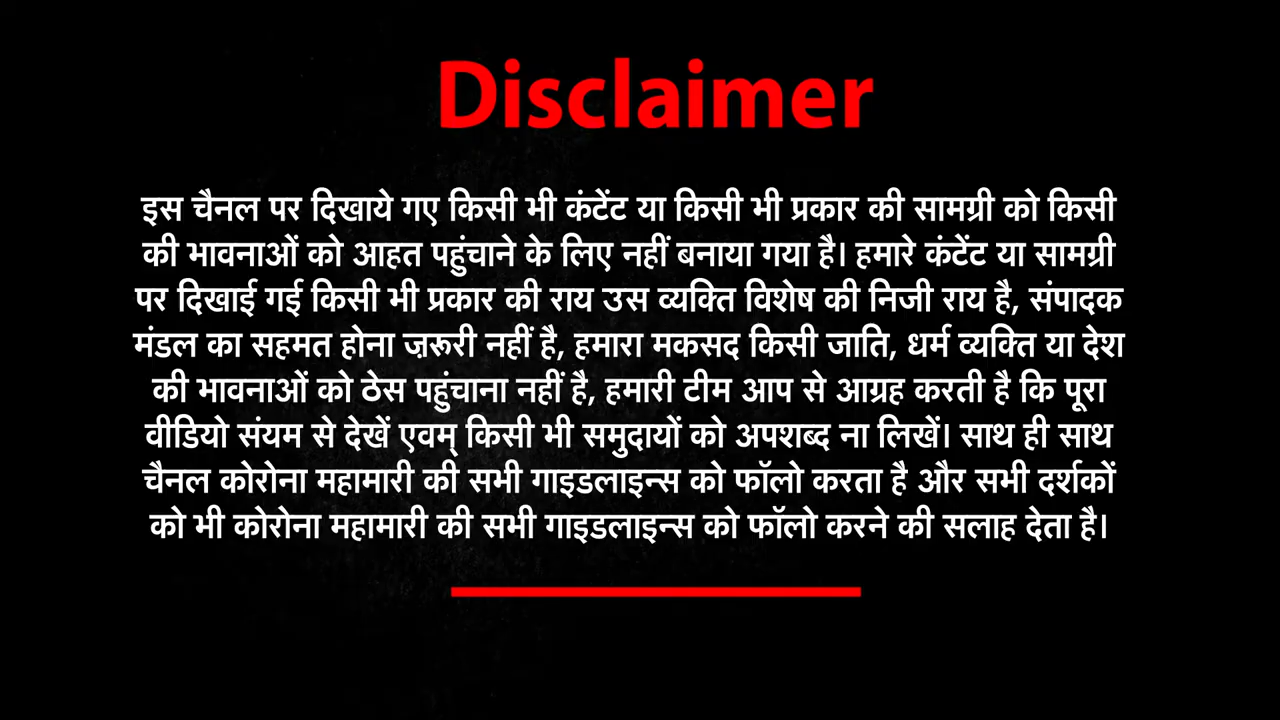 Disclaimer
इस चैनल पर दिखाये गए किसी भी कंटेंट या किसी भी प्रकार की सामग्री को किसी
की भावनाओं को आहत पहुंचाने के लिए नहीं बनाया गया है। हमारे कंटेंट या सामग्री
पर दिखाई गई किसी भी प्रकार की राय उस व्यक्ति विशेष की निजी राय है, संपादक
मंडल का सहमत होना ज़रूरी नहीं है, हमारा मकसद किसी जाति, धर्म व्यक्ति या देश
की भावनाओं को ठेस पहुंचाना नहीं है, हमारी टीम आप से आग्रह करती है कि पूरा
वीडियो संयम से देखें एवम् किसी भी समुदायों को अपशब्द ना लिखें। साथ ही साथ
चैनल कोरोना महामारी की सभी गाइडलाइन्स को फॉलो करता है और सभी दर्शकों
को भी कोरोना महामारी की सभी गाइडलाइन्स को फॉलो करने की सलाह देता है।